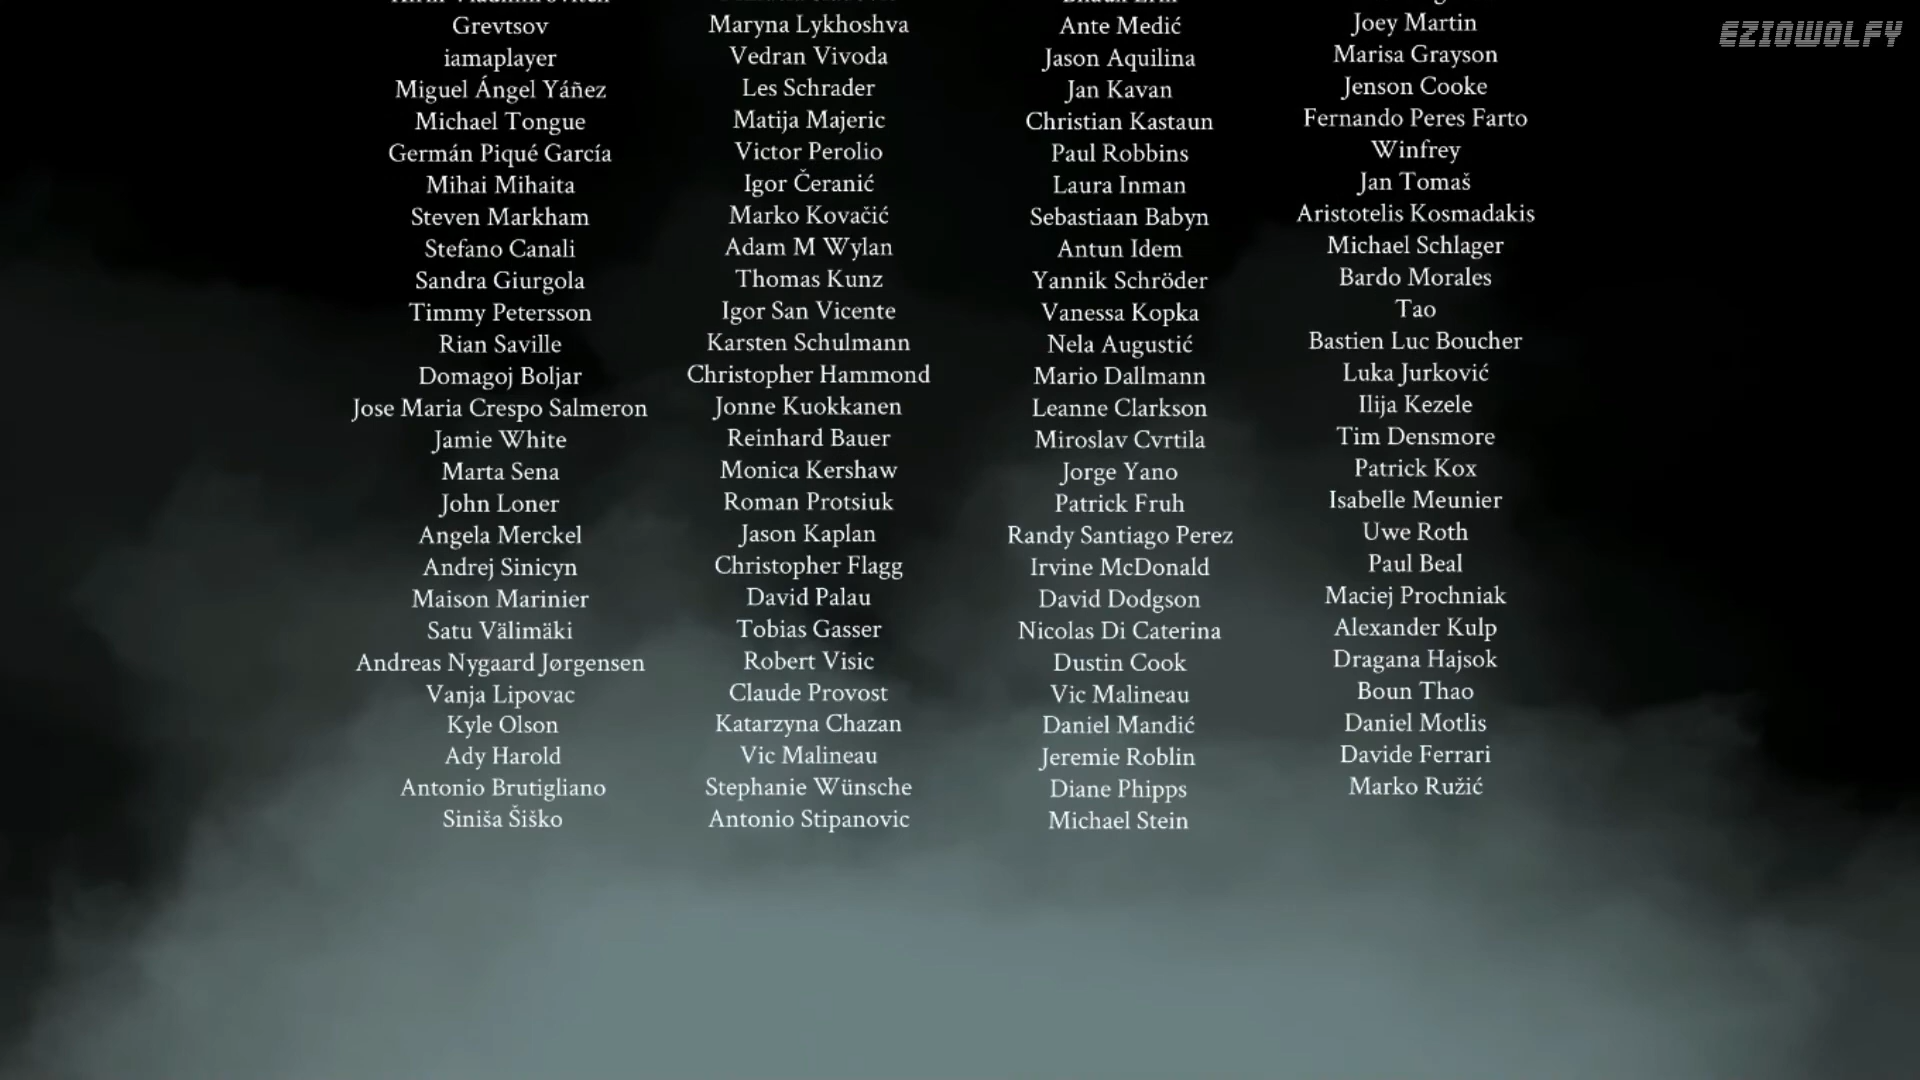 Grevtsov
iamaplayer
Miguel Ángel Yáñez
Michael Tongue
Germán Piqué García
Mihai Mihaita
Steven Markham
Stefano Canali
Sandra Giurgola
Timmy Petersson
Rian Saville
Domagoj Boljar
Jose Maria Crespo Salmeron
Jamie White
Marta Sena
John Loner
Angela Merckel
Andrej Sinicyn
Maison Marinier
Satu Välimäki
Andreas Nygaard Jørgensen
Vanja Lipovac
Kyle Olson
Ady Harold
Antonio Brutigliano
Siniša Šiško
Maryna Lykhoshva
Vedran Vivoda
Les Schrader
Matija Majeric
Victor Perolio
Igor Čeranić
Marko Kovačić
Adam M Wylan
Thomas Kunz
Igor San Vicente
Karsten Schulmann
Christopher Hammond
Jonne Kuokkanen
Reinhard Bauer
Monica Kershaw
Roman Protsiuk
Jason Kaplan
Christopher Flagg
David Palau
Tobias Gasser
Robert Visic
Claude Provost
Katarzyna Chazan
Vic Malineau
Stephanie Wünsche
Antonio Stipanovic
Ante Medić
Jason Aquilina
Jan Kavan
Christian Kastaun
Paul Robbins
Laura Inman
Sebastiaan Babyn
Antun Idem
Yannik Schröder
Vanessa Kopka
Nela Augustić
Mario Dallmann
Leanne Clarkson
Miroslav Cvrtila
Jorge Yano
Patrick Fruh
Randy Santiago Perez
Irvine McDonald
David Dodgson
Nicolas Di Caterina
Dustin Cook
Vic Malineau
Daniel Mandić
Jeremie Roblin
Diane Phipps
Michael Stein
Joey Martin
Marisa Grayson
Jenson Cooke
Fernando Peres Farto
Winfrey
Jan Tomaš
Aristotelis Kosmadakis
Michael Schlager
Bardo Morales
Tao
Bastien Luc Boucher
Luka Jurković
Ilija Kezele
Tim Densmore
Patrick Kox
Isabelle Meunier
Uwe Roth
Paul Beal
Maciej Prochniak
Alexander Kulp
Dragana Hajsok
Boun Thao
Daniel Motlis
Davide Ferrari
Marko Ružić
EZIOWOLFY